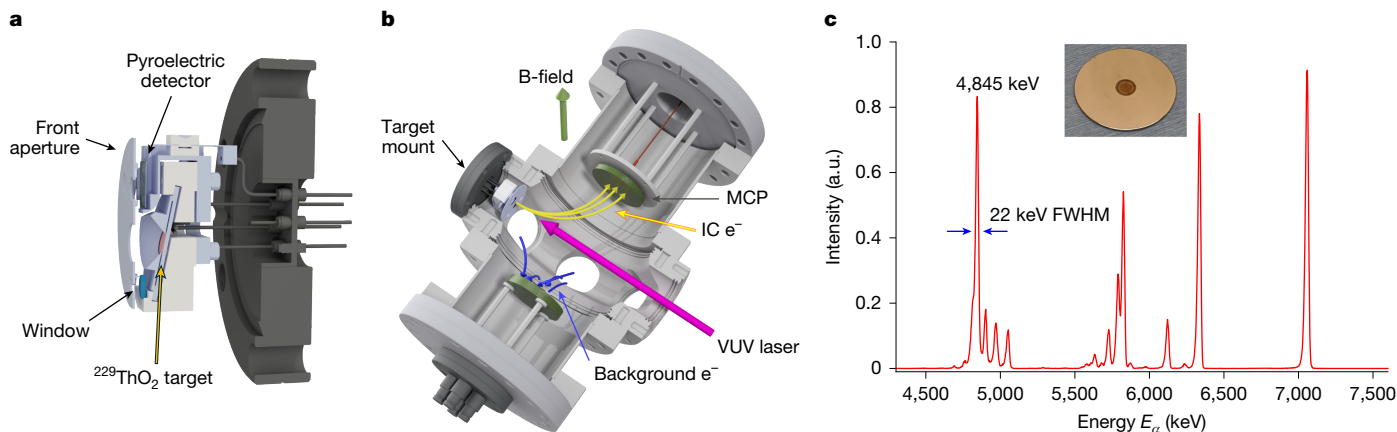 a
Pyroelectric
detector
Front
aperture
Window
²²⁹ThO₂ target
b
B-field
Target
mount
MCP
IC e⁻
VUV laser
Background e⁻
c
1.0
0.8
0.6
0.4
0.2
0
Intensity (a.u.)
4,845 keV
22 keV FWHM
4,500 5,000 5,500 6,000 6,500 7,000 7,500
Energy Eα (keV)